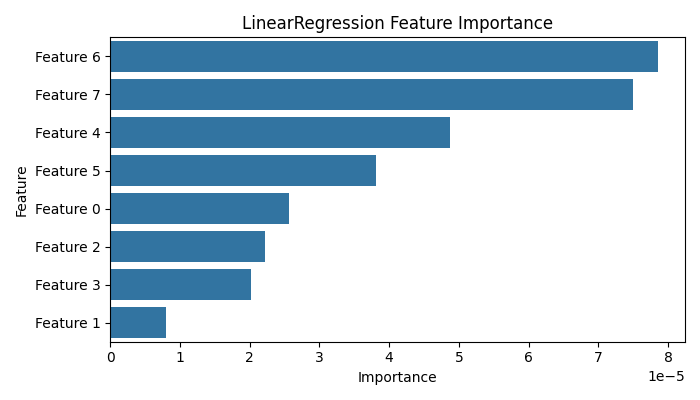 LinearRegression Feature Importance
Feature
Feature 6
Feature 7
Feature 4
Feature 5
Feature 0
Feature 2
Feature 3
Feature 1
0 1 2 3 4 5 6 7 8
1e−5
Importance